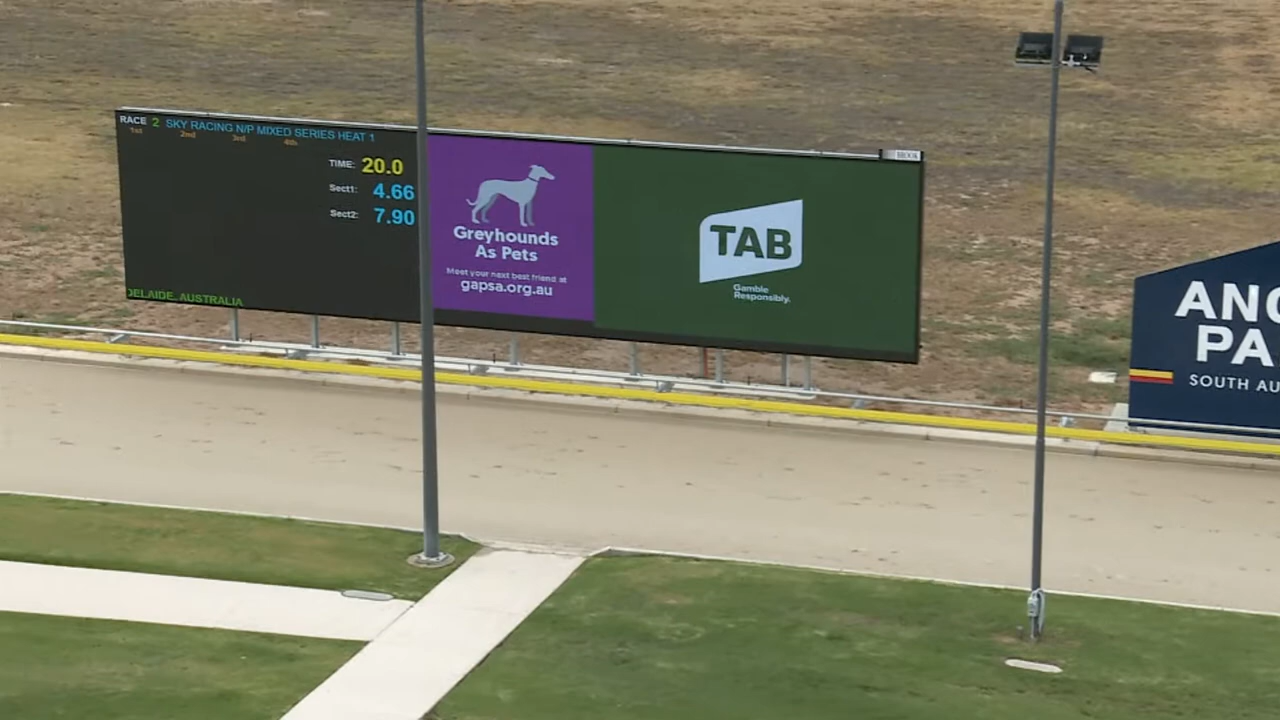 RACE 2 SKY RACING N/P MIXED SERIES HEAT 1
1st 2nd 3rd 4th
TIME: 20.0
Sect1: 4.66
Sect2: 7.90
DELAIDE, AUSTRALIA
Greyhounds
As Pets
Meet your next best friend at
gapsa.org.au
TAB
Gamble
Responsibly.
ANG
PA
SOUTH AU